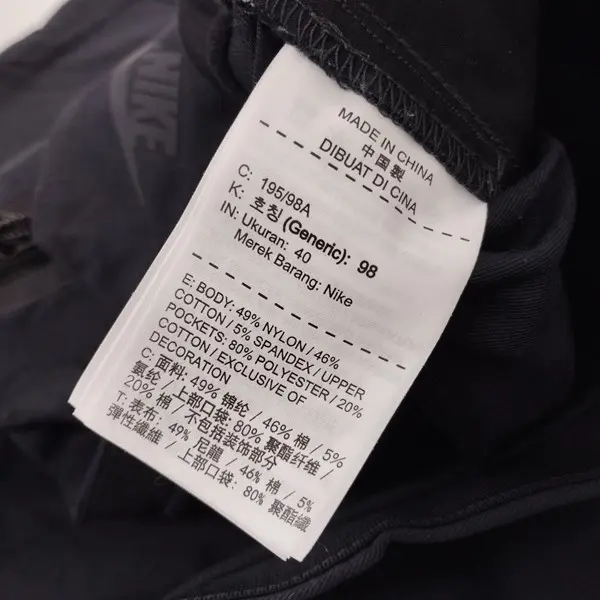 NIKE
MADE IN CHINA
中国製
DIBUAT DI CINA
C: 195/98A
K: 호칭 (Generic): 98
IN: Ukuran: 40
Merek Barang: Nike
E: BODY: 49% NYLON / 46%
COTTON / 5% SPANDEX / UPPER
POCKETS: 80% POLYESTER / 20%
COTTON / EXCLUSIVE OF
DECORATION
C: 面料: 49% 锦纶 / 46% 棉 / 5%
氨纶 / 上部口袋: 80% 聚酯纤维 /
20% 棉 / 不包括装饰部分
T: 表布: 49% 尼龍 / 46% 棉 / 5%
彈性纖維 / 上部口袋: 80% 聚酯纖